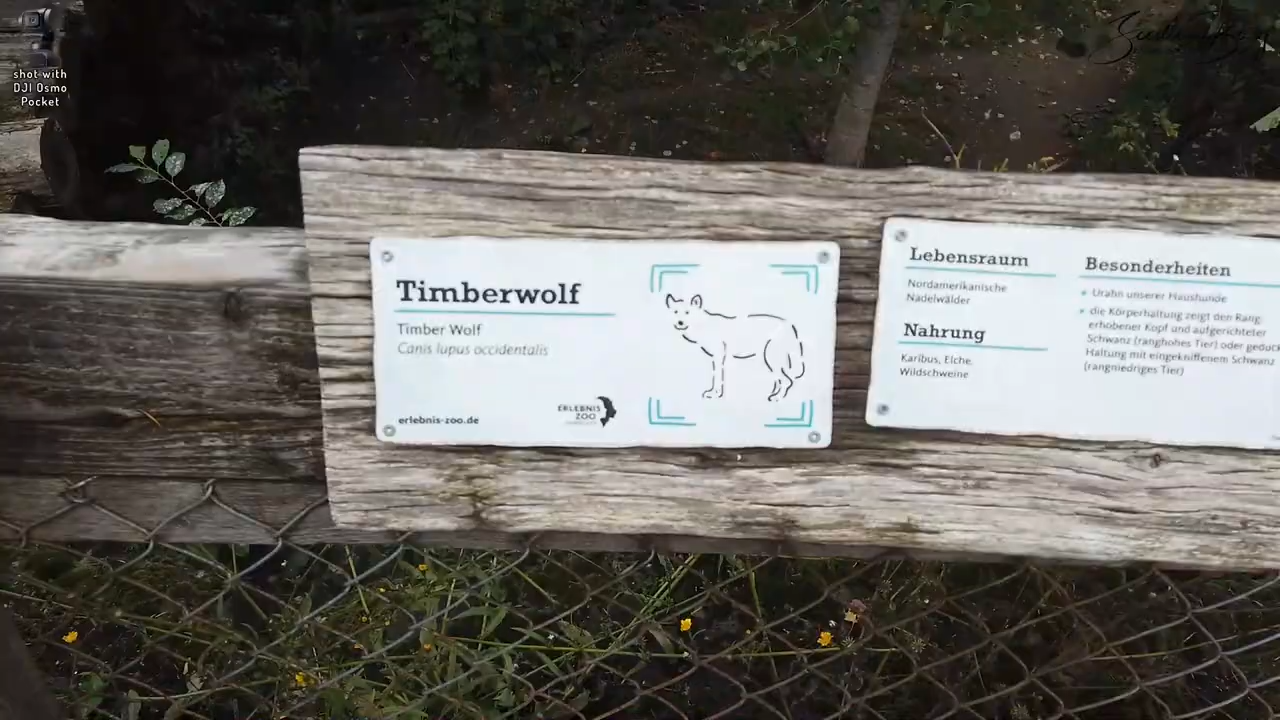 shot with
DJI Osmo
Pocket
Timberwolf
Timber Wolf
Canis lupus occidentalis
erlebnis-zoo.de
ERLEBNIS
ZOO
Lebensraum
Nordamerikanische
Nadelwälder
Nahrung
Karibus, Elche,
Wildschweine
Besonderheiten
Urahn unserer Haushunde
die Körperhaltung zeigt den Rang:
erhobener Kopf und aufgerichteter
Schwanz (ranghohes Tier) oder geduck
Haltung mit eingekniffenem Schwanz
(rangniedriges Tier)